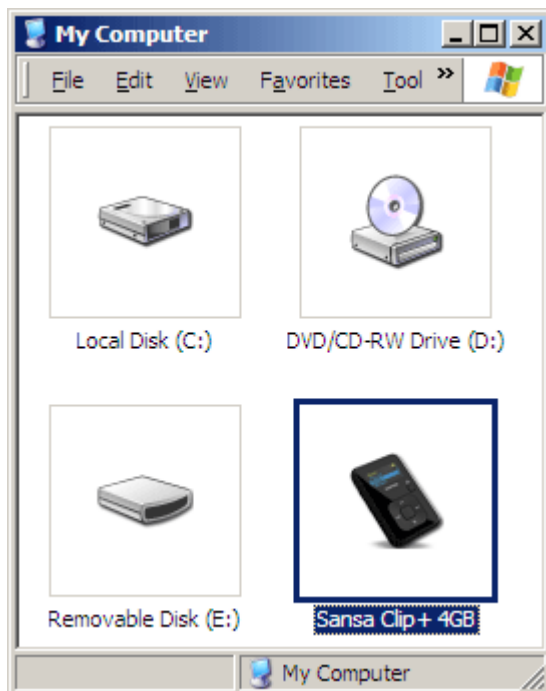 My Computer
File Edit View Favorites Tool »
Local Disk (C:) DVD/CD-RW Drive (D:)
Removable Disk (E:) Sansa Clip+ 4GB
My Computer